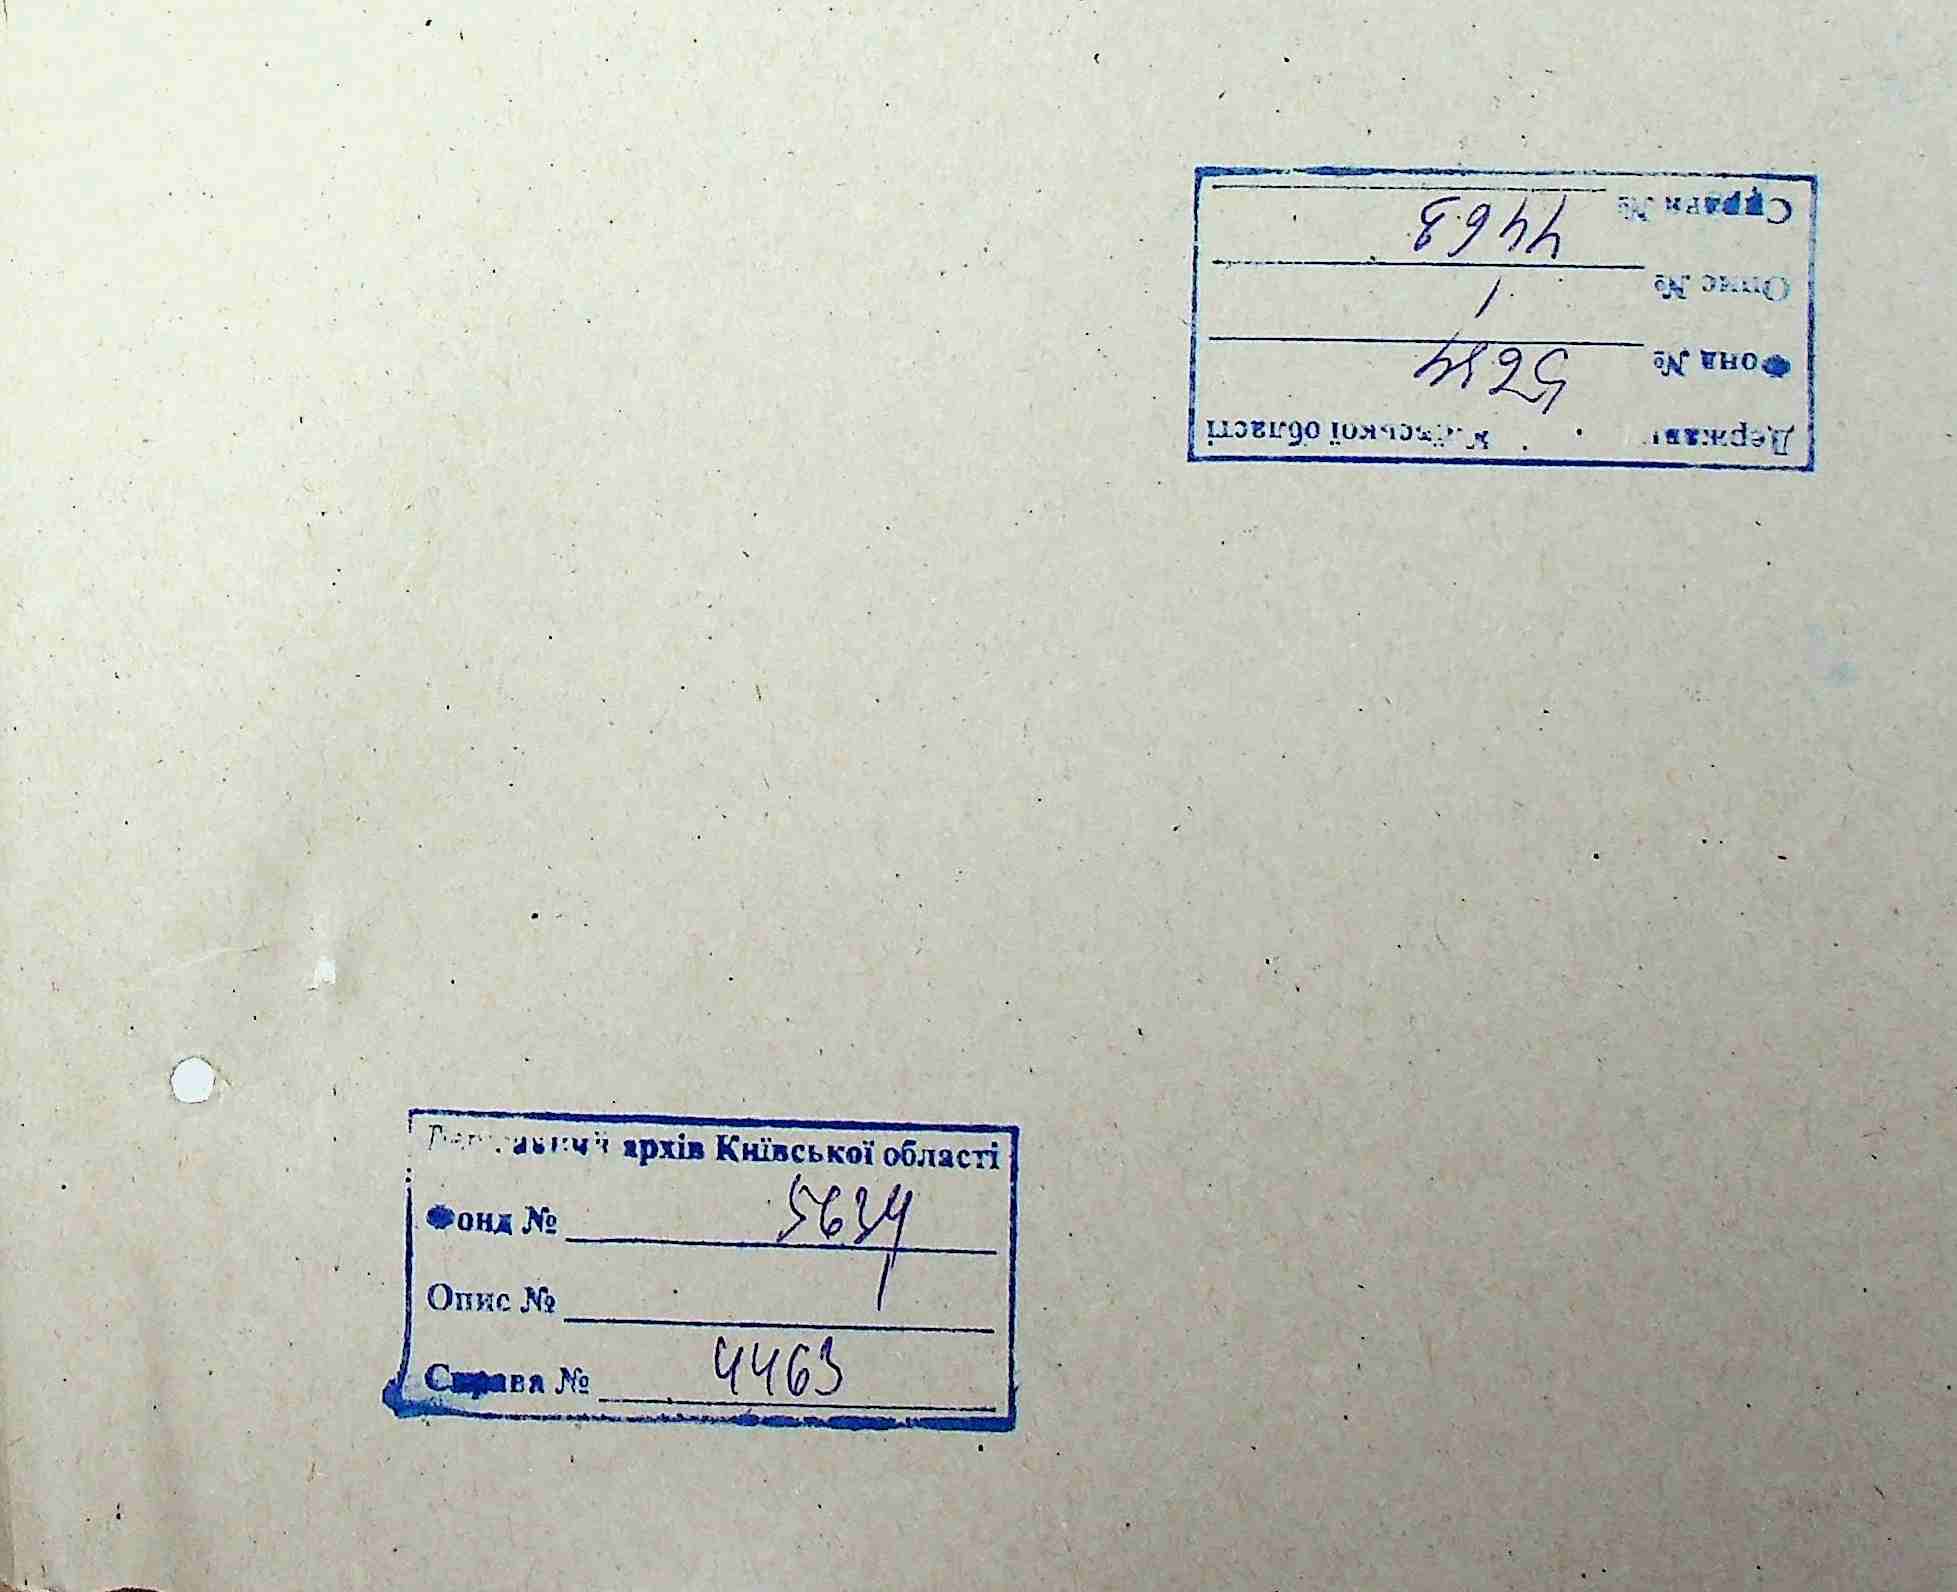 Справа № 4463
Опис № 1
Фонд № 5634
Київської області
Державний архів Київської області
Фонд № 5634
Опис № 1
Справа № 4463